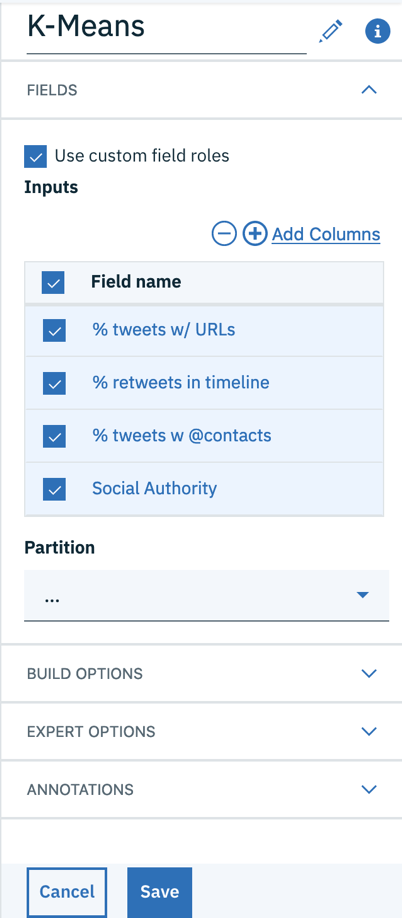 K-Means
FIELDS
Use custom field roles
Inputs
Add Columns
Field name
% tweets w/ URLs
% retweets in timeline
% tweets w @contacts
Social Authority
Partition
...
BUILD OPTIONS
EXPERT OPTIONS
ANNOTATIONS
Cancel Save